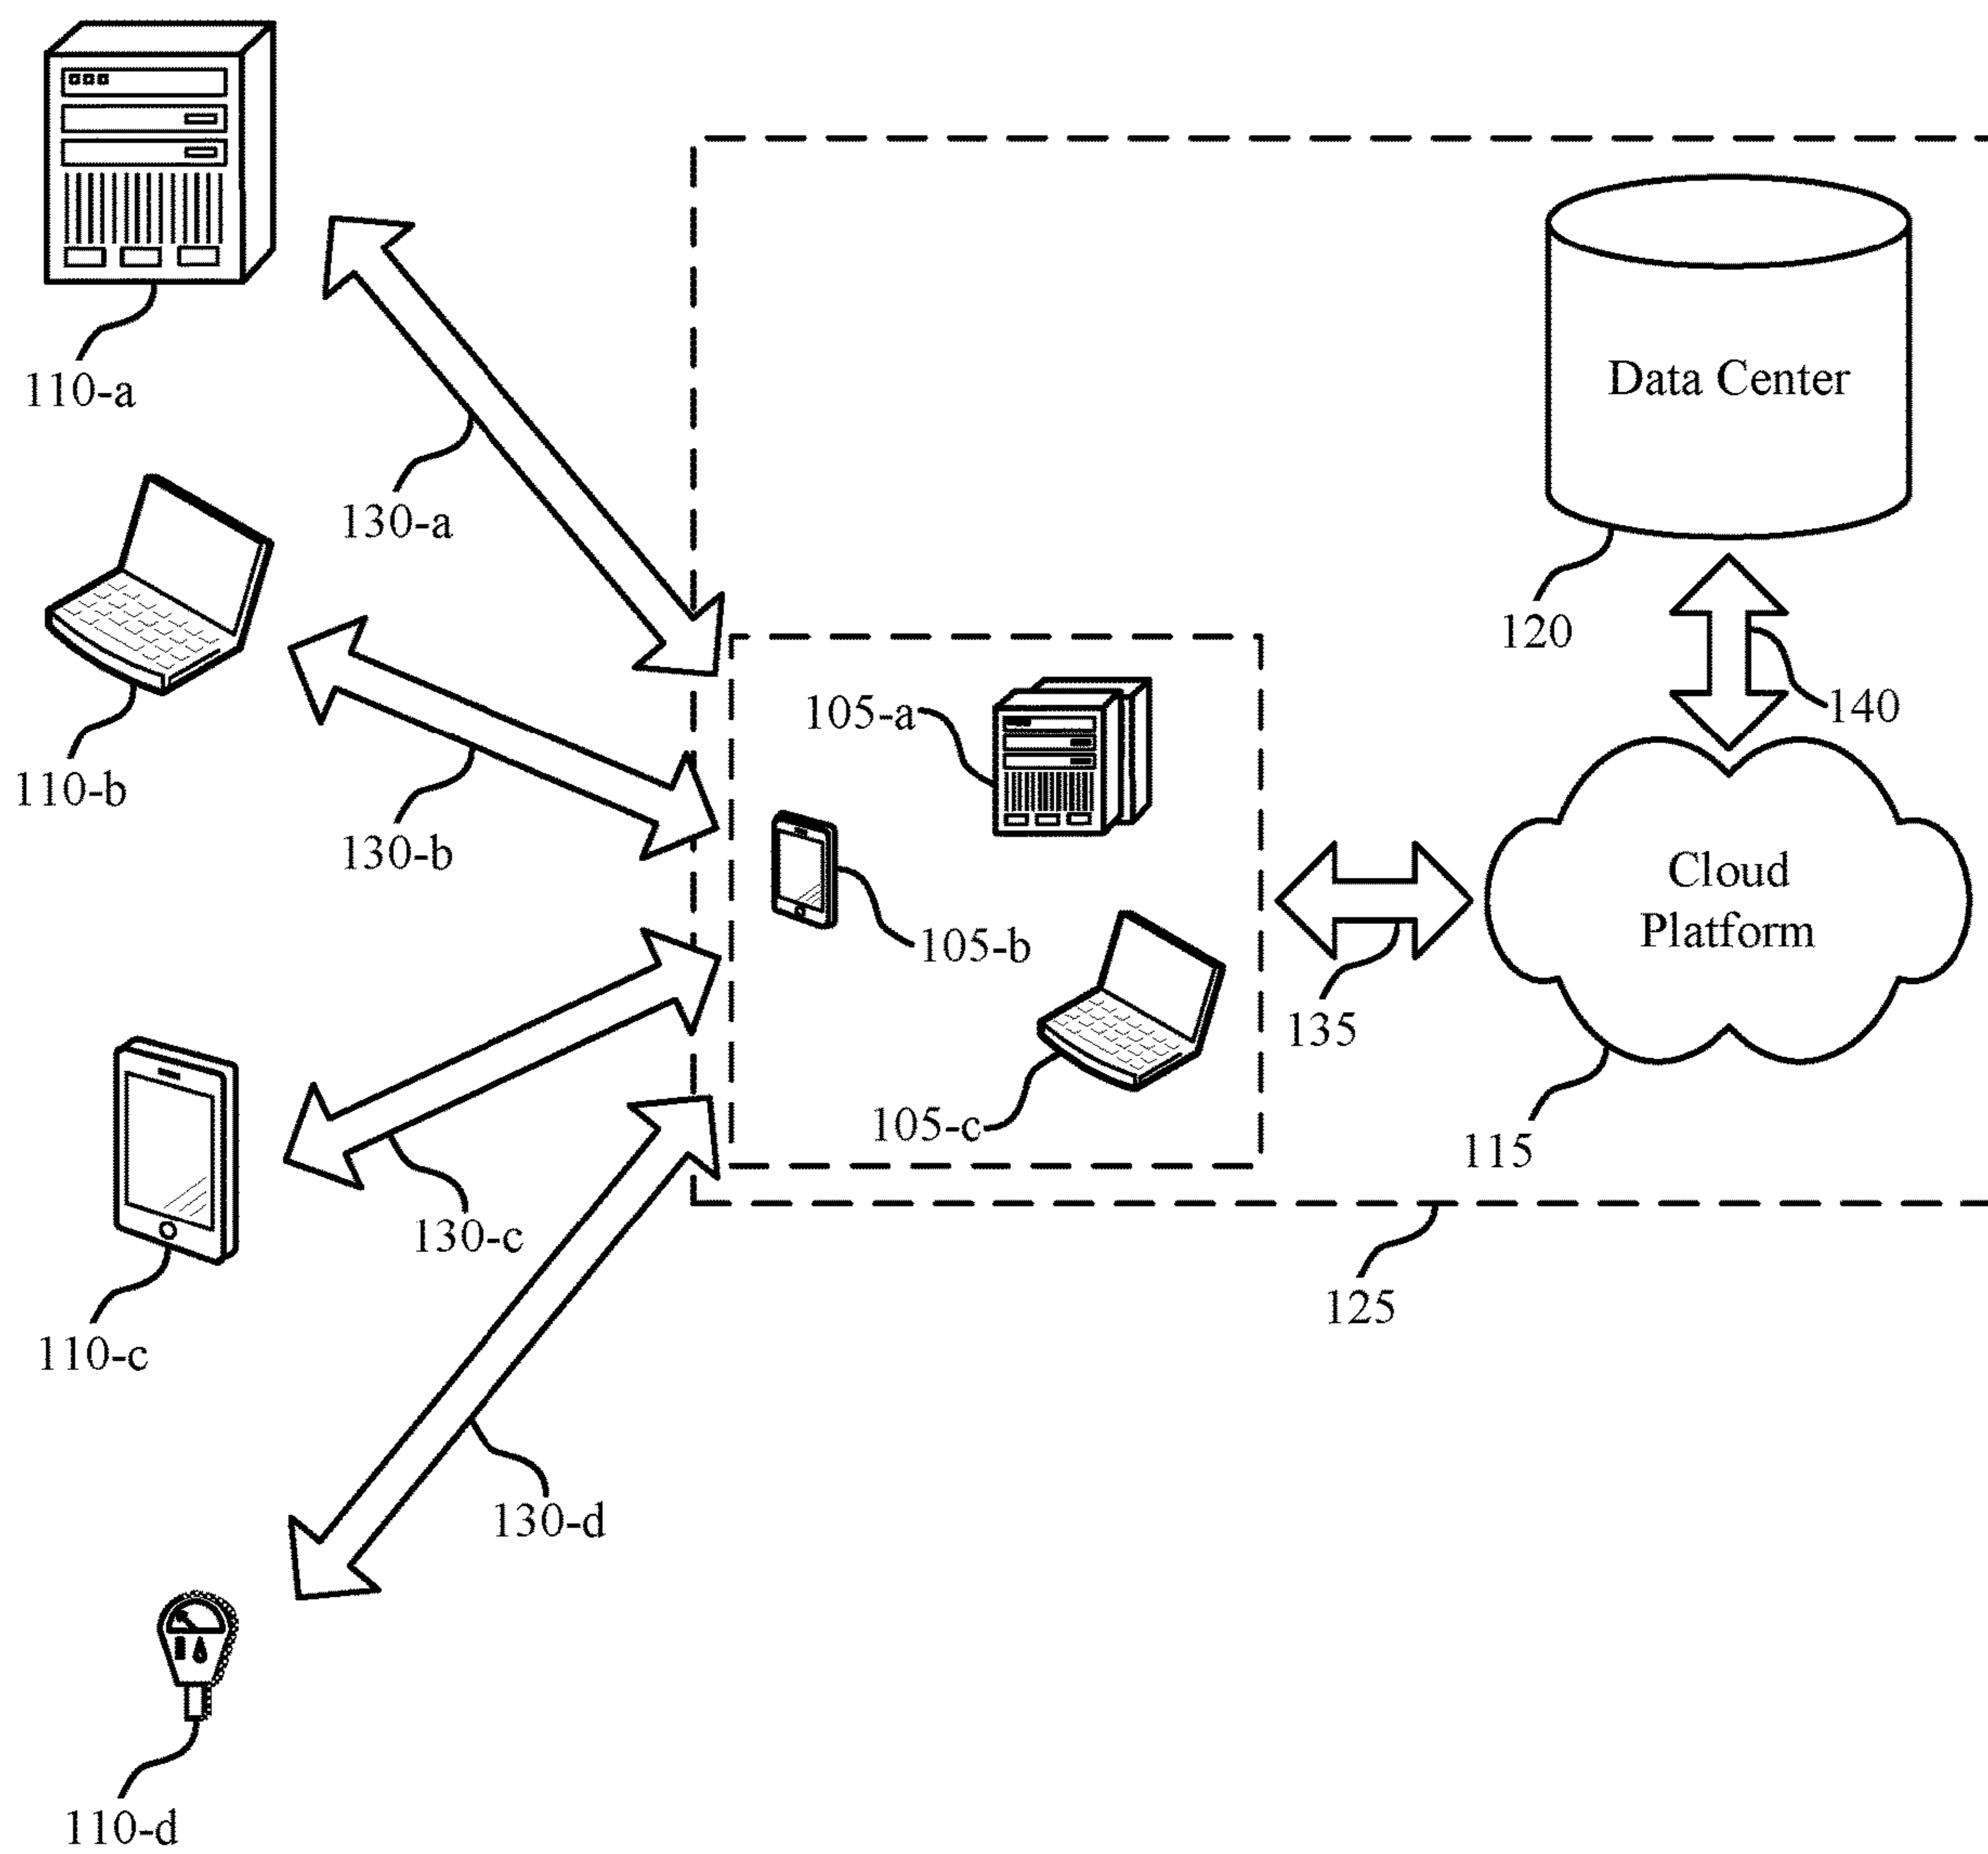 110-a
130-a
Data Center
120
140
110-b
130-b
105-a
105-b
105-c
135
Cloud
Platform
115
125
110-c
130-c
130-d
110-d